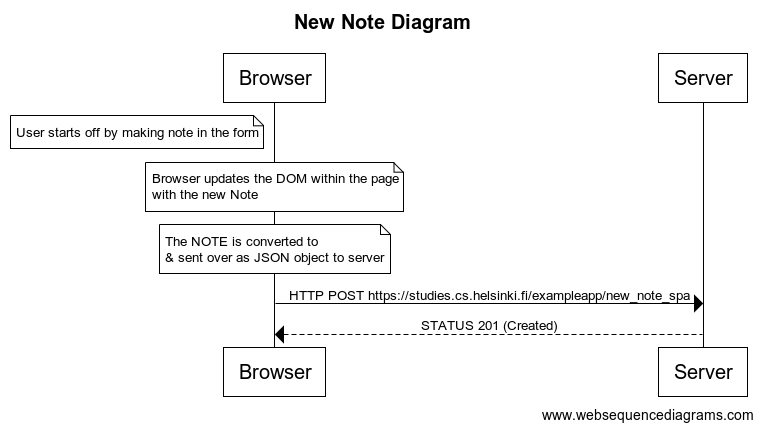 New Note Diagram
Browser
Server
User starts off by making note in the form
Browser updates the DOM within the page
with the new Note
The NOTE is converted to
& sent over as JSON object to server
HTTP POST https://studies.cs.helsinki.fi/exampleapp/new_note_spa
STATUS 201 (Created)
Browser
Server
www.websequencediagrams.com